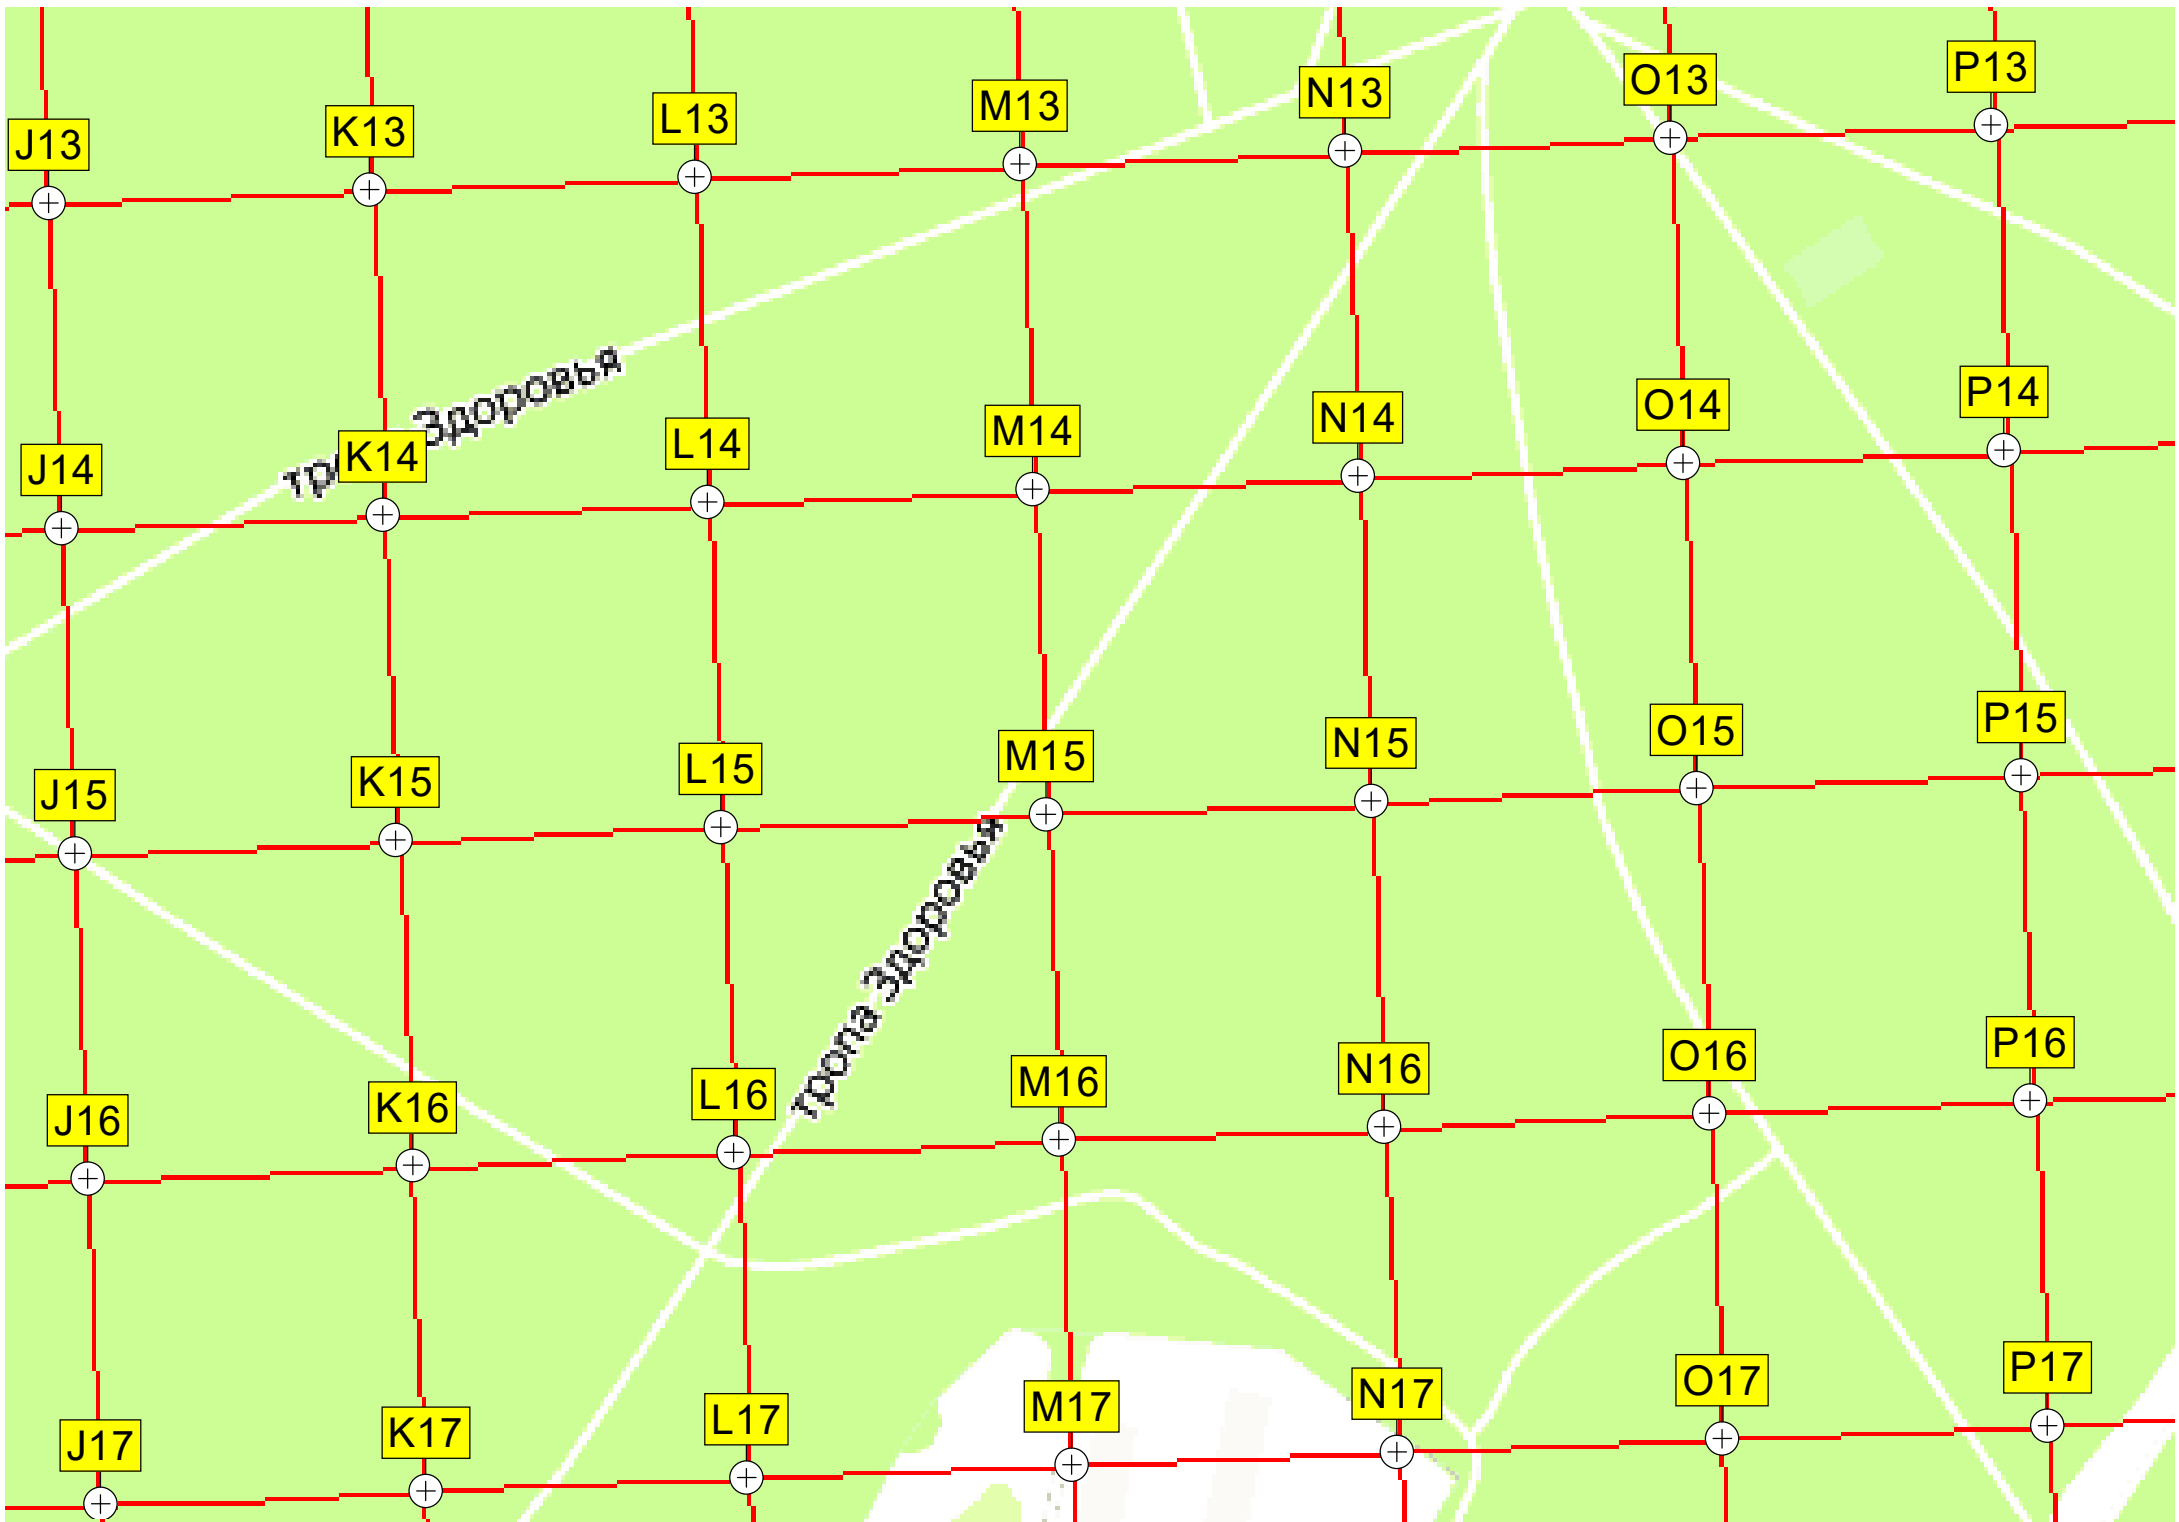 J13 K13 L13 M13 N13 O13 P13
Здоровья
J14 K14 L14 M14 N14 O14 P14
J15 K15 L15 M15 N15 O15 P15
тропа Здоровья
J16 K16 L16 M16 N16 O16 P16
J17 K17 L17 M17 N17 O17 P17